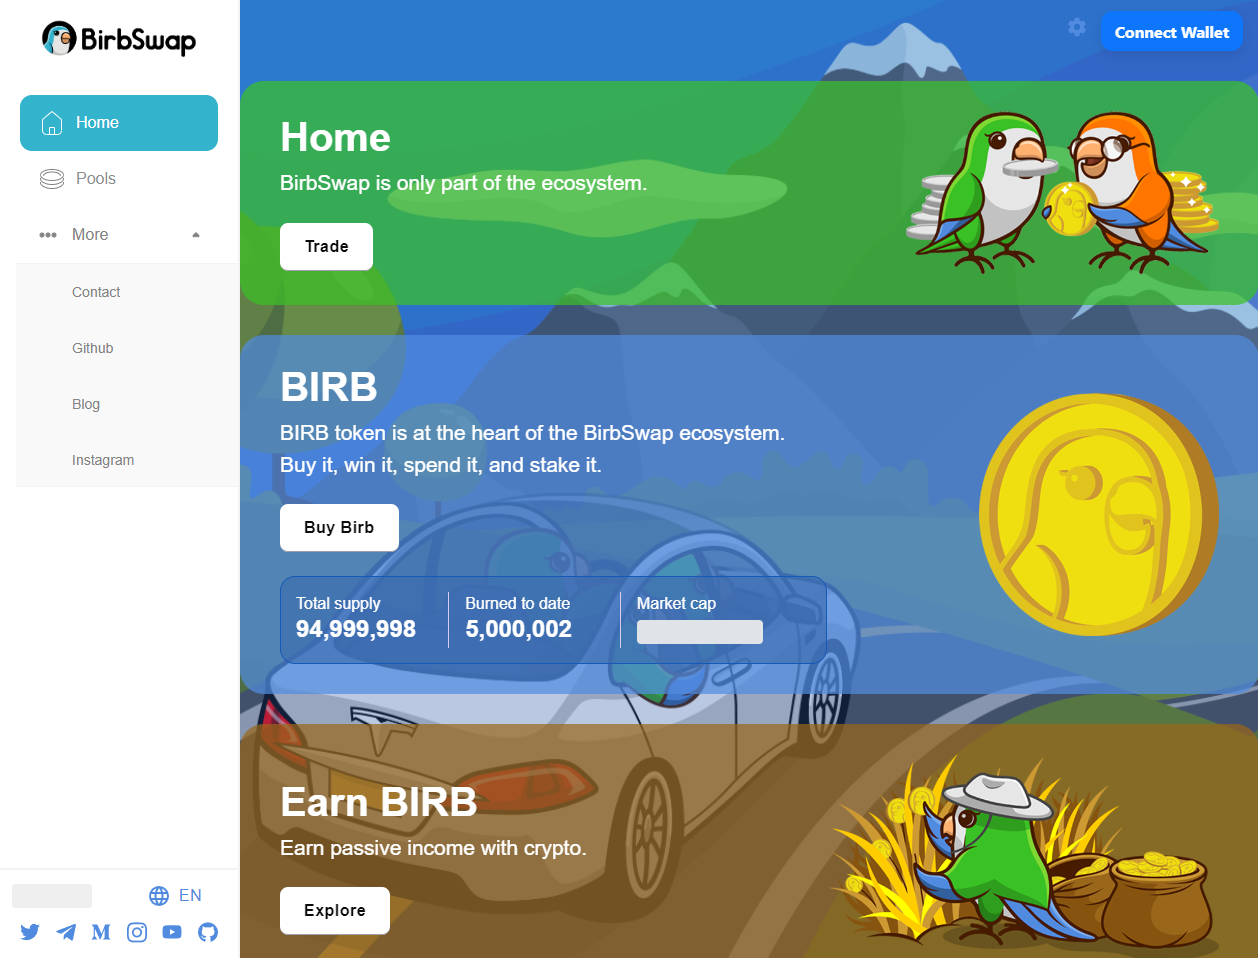 BirbSwap
Home
Pools
More
Contact
Github
Blog
Instagram
EN
Connect Wallet
Home
BirbSwap is only part of the ecosystem.
Trade
BIRB
BIRB token is at the heart of the BirbSwap ecosystem.
Buy it, win it, spend it, and stake it.
Buy Birb
Total supply
94,999,998
Burned to date
5,000,002
Market cap
Earn BIRB
Earn passive income with crypto.
Explore